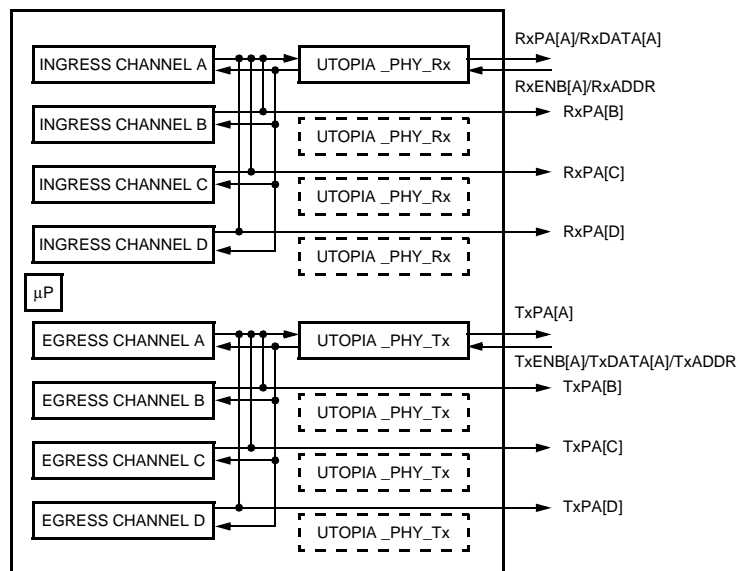 RxPA[A]/RxDATA[A]
INGRESS CHANNEL A
UTOPIA _PHY_Rx
RxENB[A]/RxADDR
INGRESS CHANNEL B
RxPA[B]
UTOPIA _PHY_Rx
INGRESS CHANNEL C
RxPA[C]
UTOPIA _PHY_Rx
INGRESS CHANNEL D
RxPA[D]
UTOPIA _PHY_Rx
µP
TxPA[A]
EGRESS CHANNEL A
UTOPIA _PHY_Tx
TxENB[A]/TxDATA[A]/TxADDR
EGRESS CHANNEL B
TxPA[B]
UTOPIA _PHY_Tx
EGRESS CHANNEL C
TxPA[C]
UTOPIA _PHY_Tx
EGRESS CHANNEL D
TxPA[D]
UTOPIA _PHY_Tx